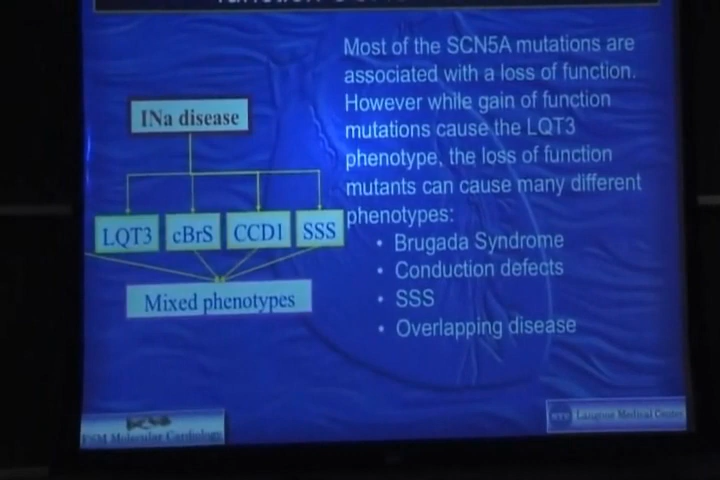 Most of the SCN5A mutations are
associated with a loss of function.
However while gain of function
mutations cause the LQT3
phenotype, the loss of function
mutants can cause many different
phenotypes:
• Brugada Syndrome
• Conduction defects
• SSS
• Overlapping disease
INa disease
LQT3 cBrS CCD1 SSS
Mixed phenotypes
Molecular Cardiology
Langone Medical Center